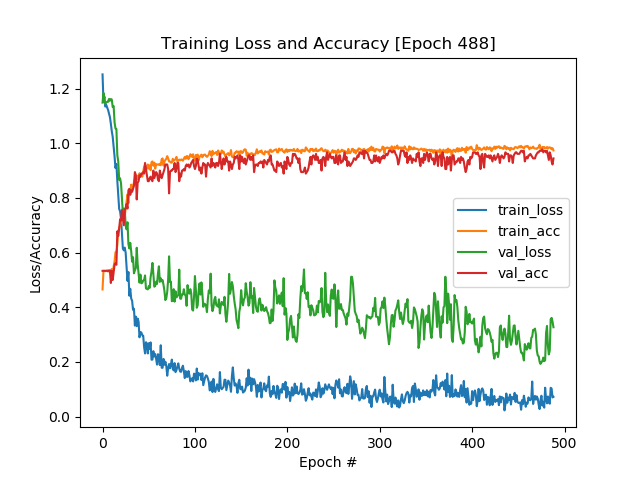 Training Loss and Accuracy [Epoch 488]
Loss/Accuracy
1.2
1.0
0.8
0.6
0.4
0.2
0.0
train_loss
train_acc
val_loss
val_acc
0 100 200 300 400 500
Epoch #